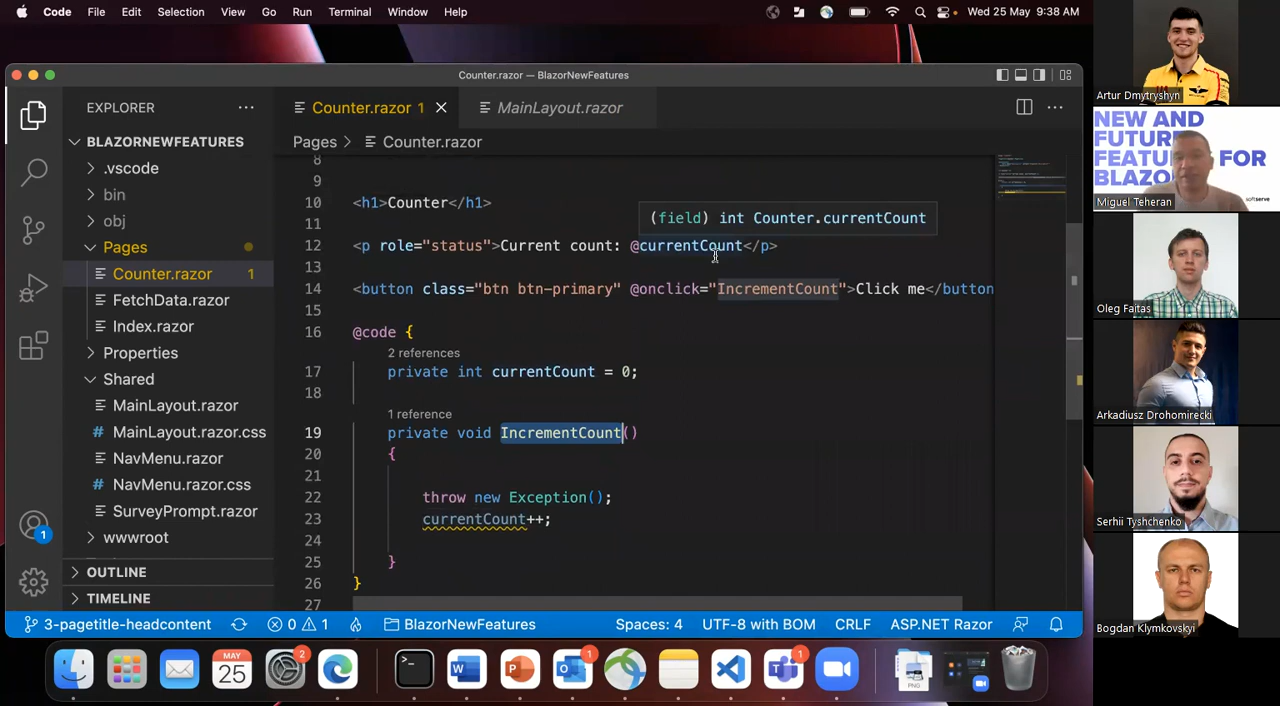 Code File Edit Selection View Go Run Terminal Window Help Wed 25 May 9:38 AM
Counter.razor — BlazorNewFeatures
EXPLORER
BLAZORNEWFEATURES
.vscode
bin
obj
Pages
Counter.razor 1
FetchData.razor
Index.razor
Properties
Shared
MainLayout.razor
# MainLayout.razor.css
NavMenu.razor
# NavMenu.razor.css
SurveyPrompt.razor
wwwroot
OUTLINE
TIMELINE
1
Counter.razor 1 MainLayout.razor
Pages > Counter.razor
8
9
10 <h1>Counter</h1>
11
(field) int Counter.currentCount
12 <p role="status">Current count: @currentCount</p>
13
14 <button class="btn btn-primary" @onclick="IncrementCount">Click me</button
15
16 @code {
2 references
17 private int currentCount = 0;
18
1 reference
19 private void IncrementCount()
20 {
21
22 throw new Exception();
23 currentCount++;
24
25 }
26 }
27
3-pagetitle-headcontent 0 1 BlazorNewFeatures Spaces: 4 UTF-8 with BOM CRLF ASP.NET Razor
MAY
25
2
1
1
PNG
Artur Dmytryshyn
NEW AND
FUTURE
FEATU FOR
BLAZO
softserve
Miguel Teheran
Oleg Faitas
Arkadiusz Drohomirecki
Serhii Tyshchenko
Bogdan Klymkovskyi